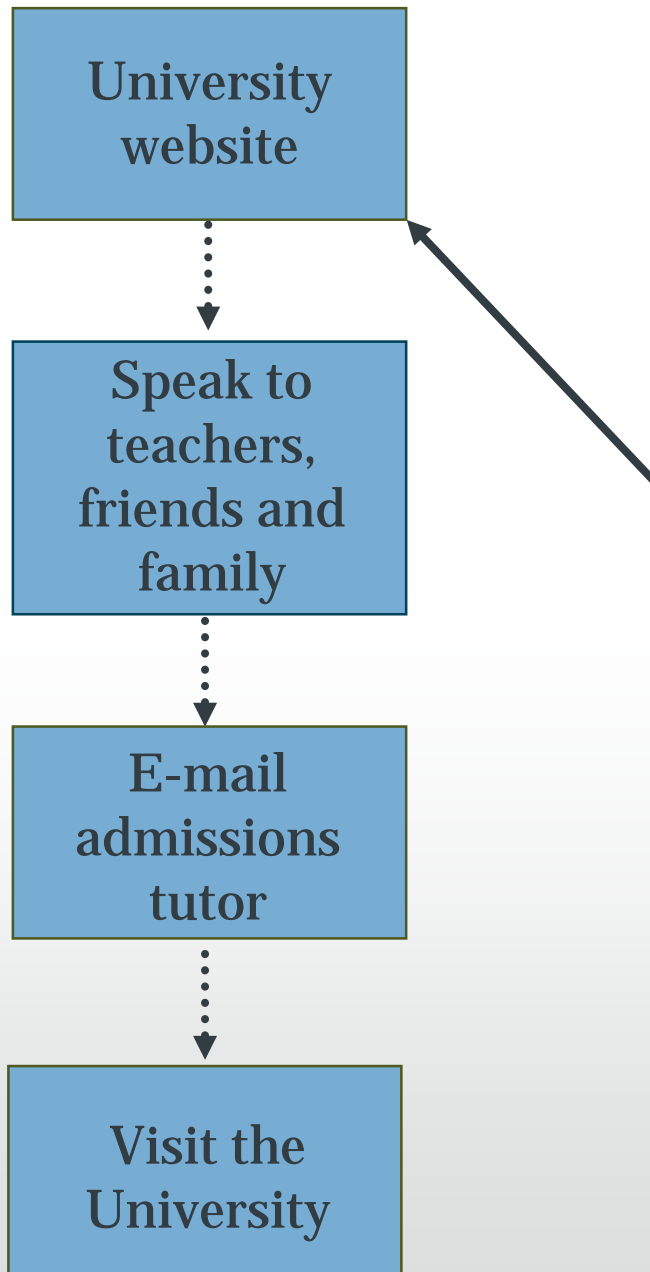 University
website
Speak to
teachers,
friends and
family
E-mail
admissions
tutor
Visit the
University